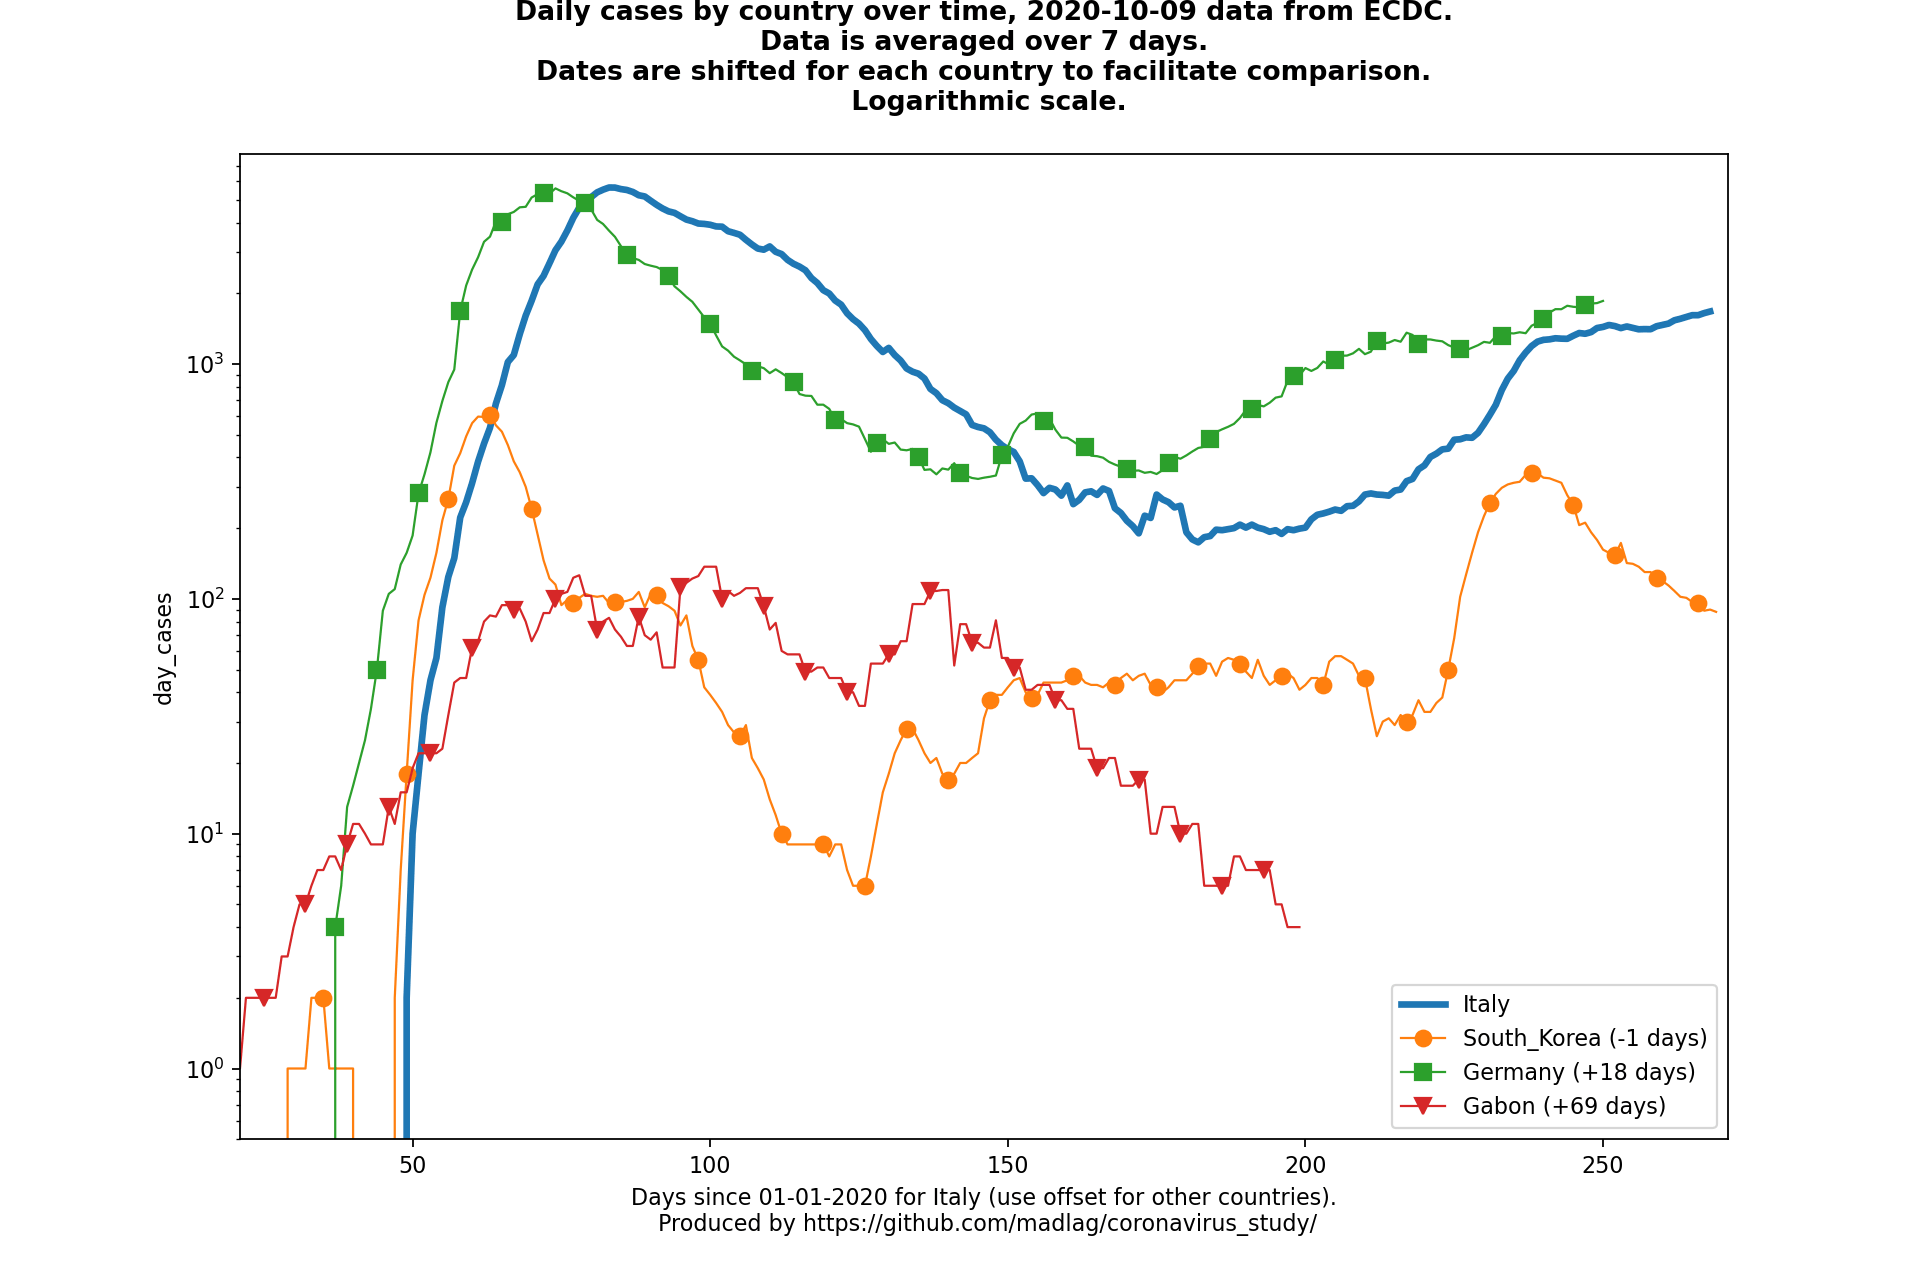 Daily cases by country over time, 2020-10-09 data from ECDC.
Data is averaged over 7 days.
Dates are shifted for each country to facilitate comparison.
Logarithmic scale.
10³
10²
10¹
10⁰
day_cases
Italy
South_Korea (-1 days)
Germany (+18 days)
Gabon (+69 days)
50 100 150 200 250
Days since 01-01-2020 for Italy (use offset for other countries).
Produced by https://github.com/madlag/coronavirus_study/